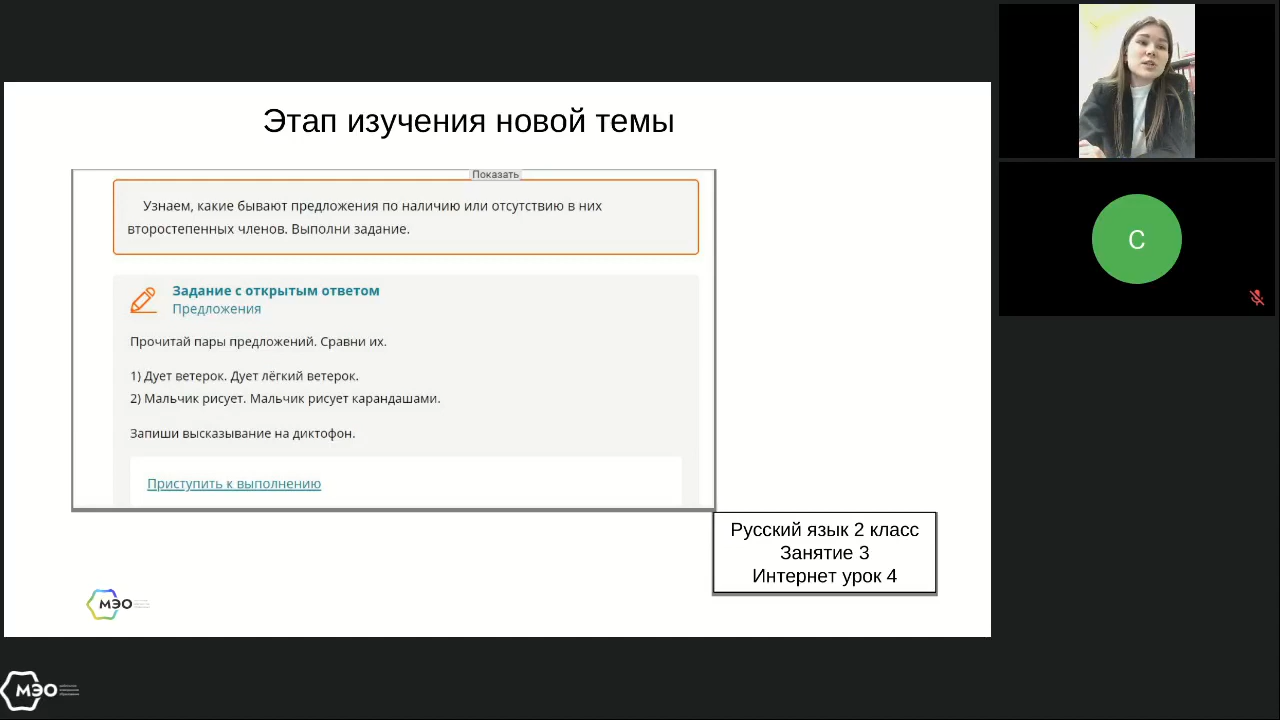 Этап изучения новой темы
Показать
Узнаем, какие бывают предложения по наличию или отсутствию в них
второстепенных членов. Выполни задание.
Задание с открытым ответом
Предложения
Прочитай пары предложений. Сравни их.
1) Дует ветерок. Дует лёгкий ветерок.
2) Мальчик рисует. Мальчик рисует карандашами.
Запиши высказывание на диктофон.
Приступить к выполнению
Русский язык 2 класс
Занятие 3
Интернет урок 4
МЭО
МЭО
С